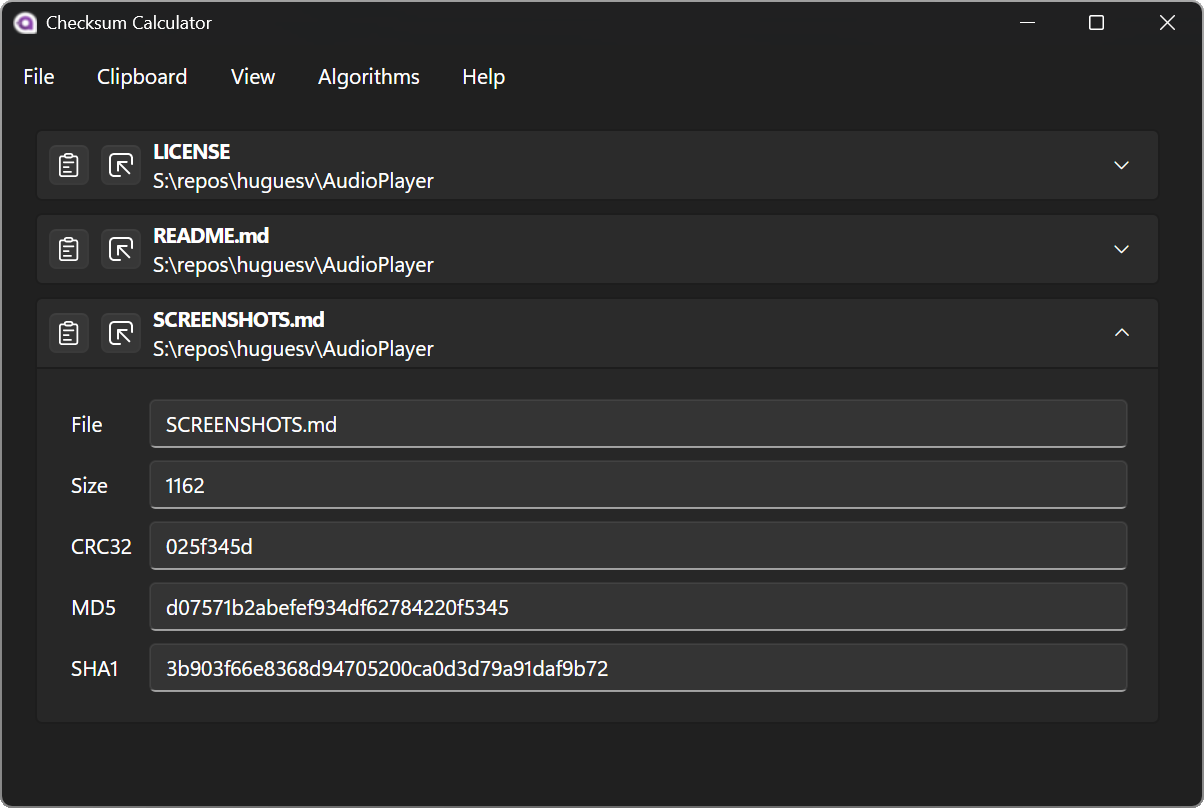 Checksum Calculator
File Clipboard View Algorithms Help
LICENSE
S:\repos\huguesv\AudioPlayer
README.md
S:\repos\huguesv\AudioPlayer
SCREENSHOTS.md
S:\repos\huguesv\AudioPlayer
File SCREENSHOTS.md
Size 1162
CRC32 025f345d
MD5 d07571b2abefef934df62784220f5345
SHA1 3b903f66e8368d94705200ca0d3d79a91daf9b72